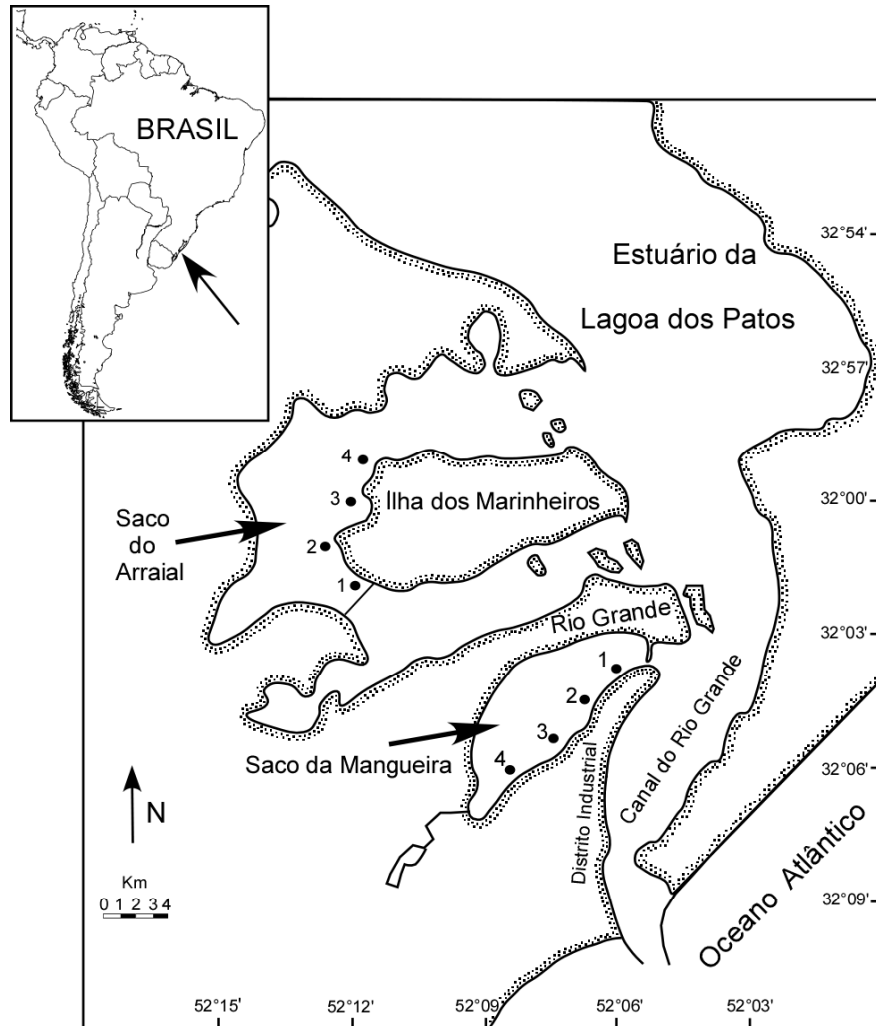 BRASIL
Estuário da
Lagoa dos Patos
32°54'
32°57'
32°00'
32°03'
32°06'
32°09'
4
3
2
1
Ilha dos Marinheiros
Saco
do
Arraial
Rio Grande
1
2
3
4
Saco da Mangueira
Distrito Industrial
Canal do Rio Grande
Oceano Atlântico
N
Km
0 1 2 3 4
52°15'
52°12'
52°09'
52°06'
52°03'